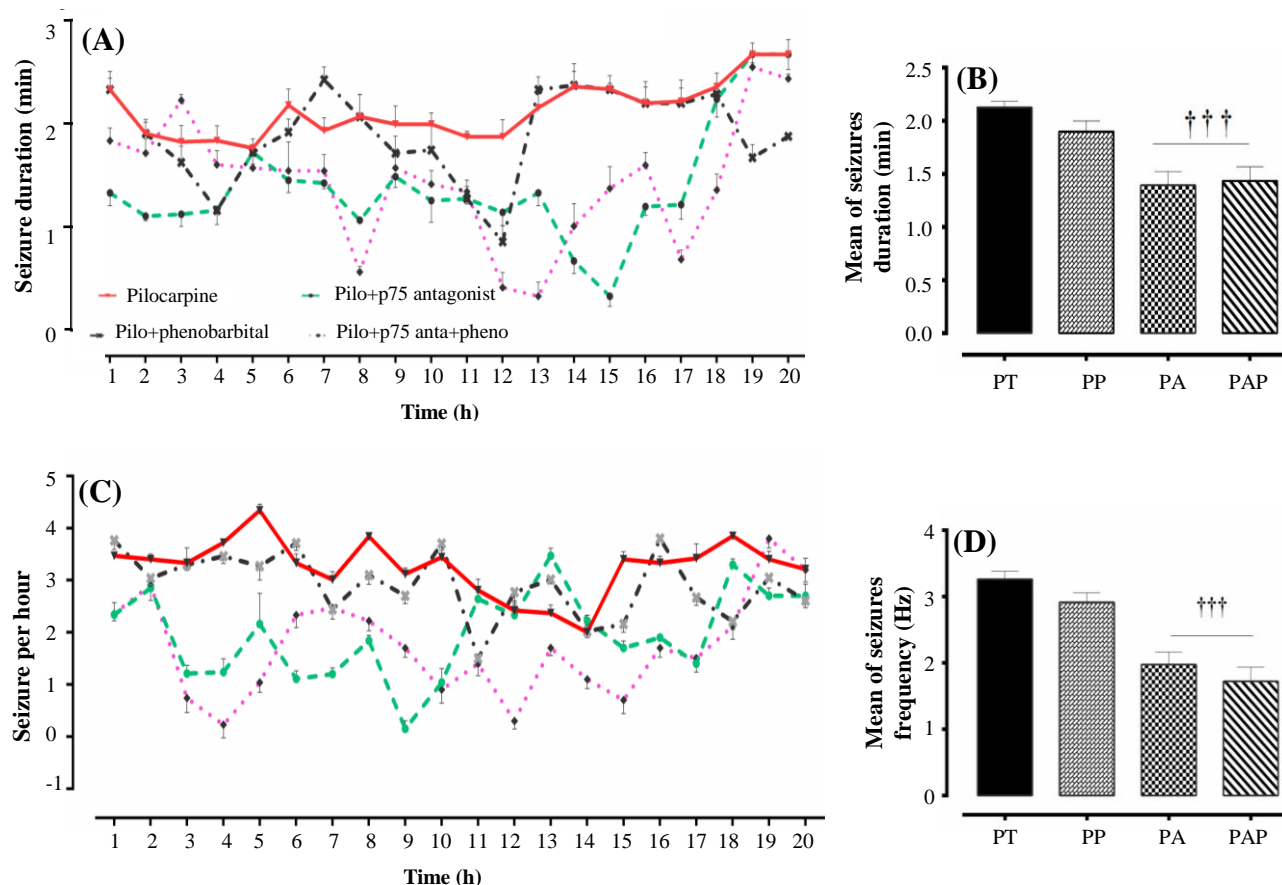 (A)
3
2
1
0
Seizure duration (min)
Pilocarpine
Pilo+p75 antagonist
Pilo+phenobarbital
Pilo+p75 anta+pheno
1 2 3 4 5 6 7 8 9 10 11 12 13 14 15 16 17 18 19 20
Time (h)
(B)
2.5
2.0
1.5
1.0
0.5
0.0
Mean of seizures
duration (min)
†††
PT PP PA PAP
(C)
5
4
3
2
1
0
-1
Seizure per hour
1 2 3 4 5 6 7 8 9 10 11 12 13 14 15 16 17 18 19 20
Time (h)
(D)
4
3
2
1
0
Mean of seizures
frequency (Hz)
†††
PT PP PA PAP